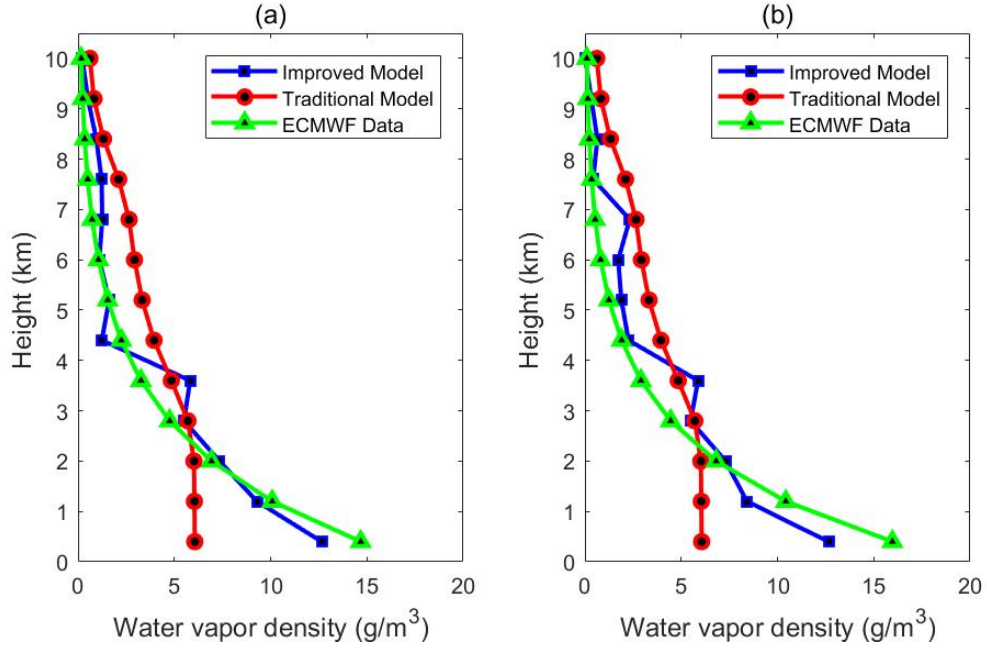 (a)
Improved Model
Traditional Model
ECMWF Data
10
9
8
7
6
5
4
3
2
1
0
Height (km)
0 5 10 15 20
Water vapor density (g/m³)
(b)
Improved Model
Traditional Model
ECMWF Data
10
9
8
7
6
5
4
3
2
1
0
Height (km)
0 5 10 15 20
Water vapor density (g/m³)